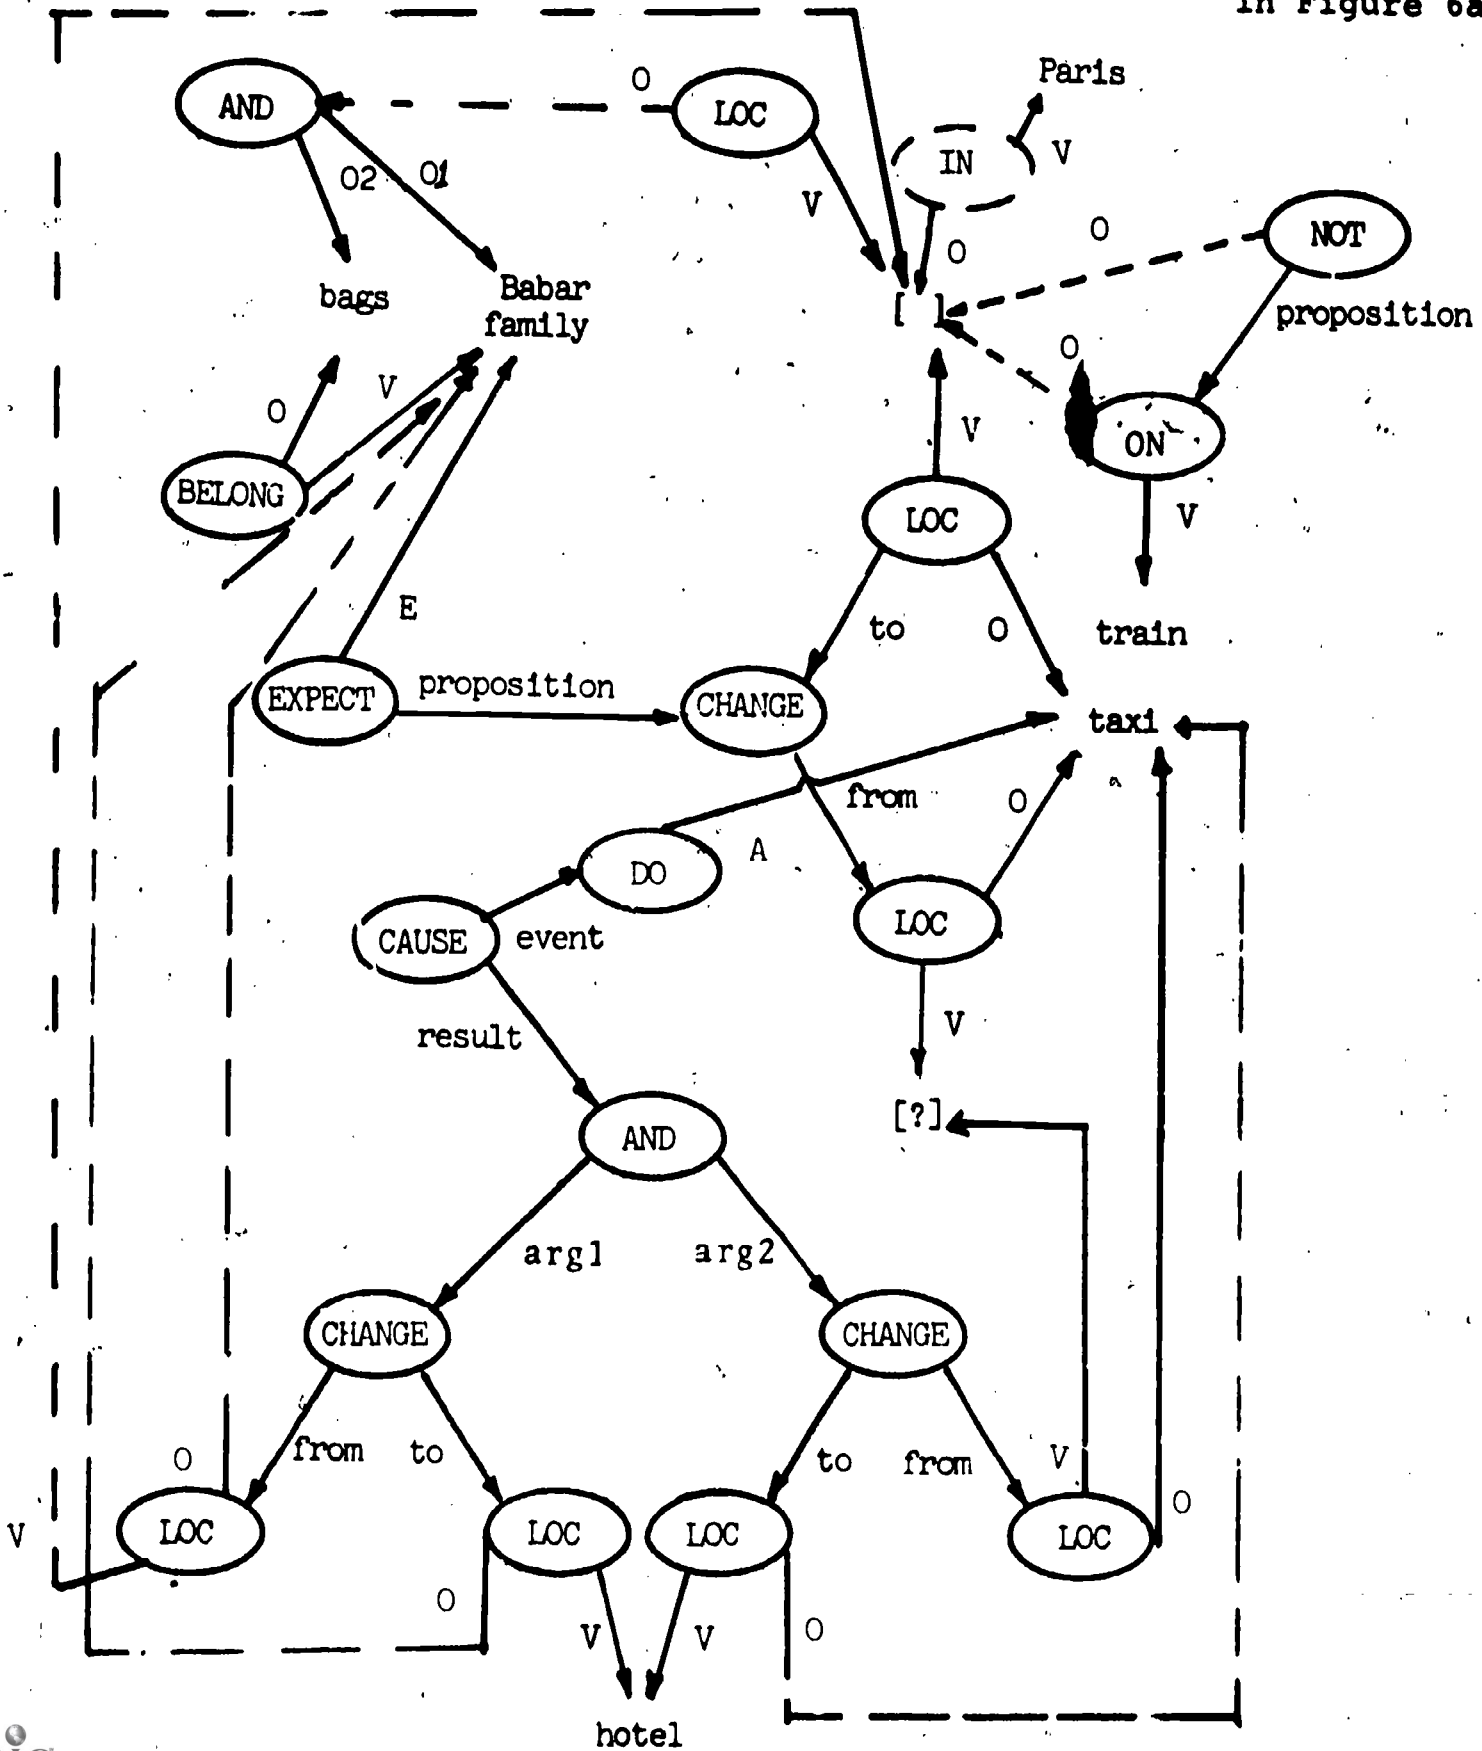 in Figure 6a
Paris
AND
O
LOC
IN
V
O2
O1
V
O
O
NOT
bags
Babar
family
[ ]
proposition
O
V
O
V
ON
BELONG
LOC
V
E
to
O
train
EXPECT
proposition
CHANGE
taxi
from
O
A
DO
CAUSE
event
LOC
result
V
[?]
AND
arg1
arg2
CHANGE
CHANGE
from
to
to
from
V
O
O
V
LOC
LOC
LOC
LOC
O
V
V
O
hotel